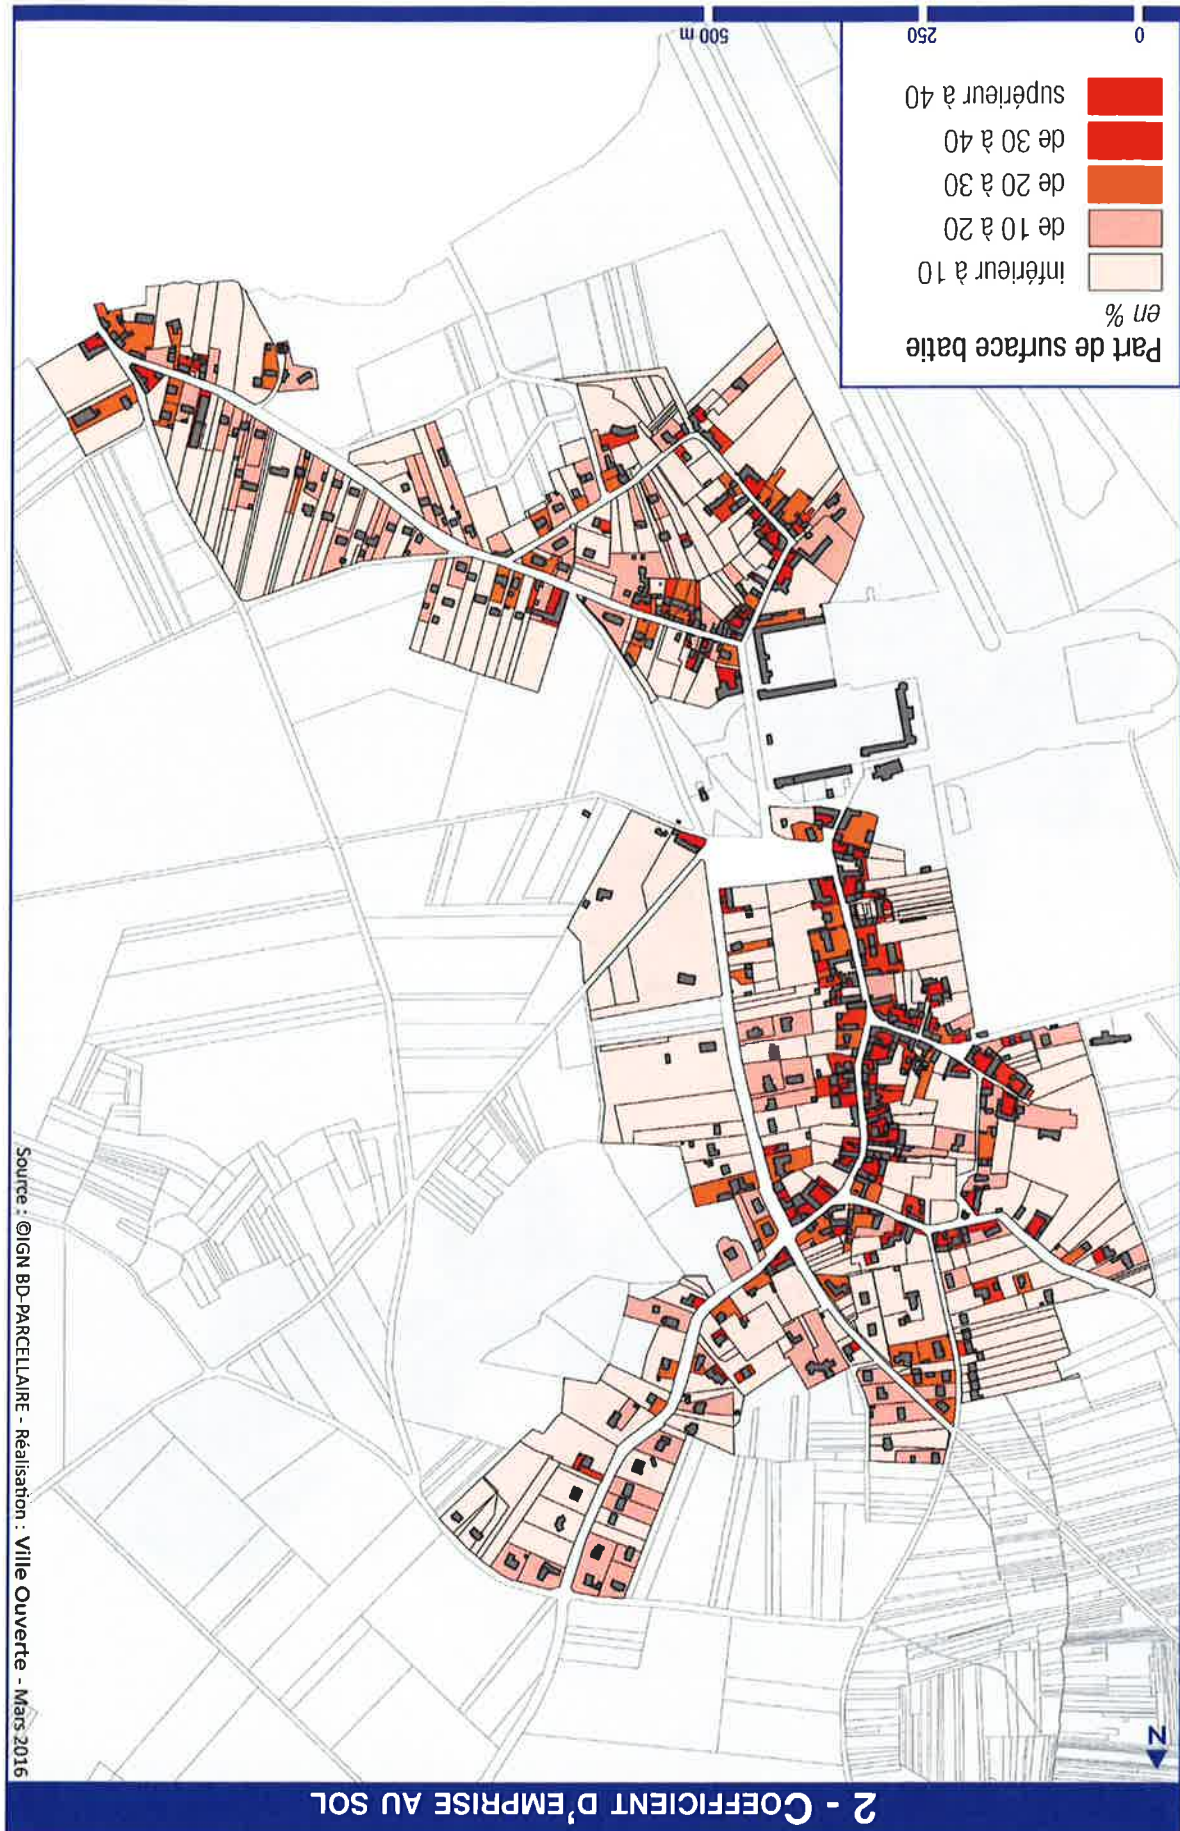 2 - COEFFICIENT D'EMPRISE AU SOL
N
Source : ©IGN BD-PARCELLAIRE - Réalisation : Ville Ouverte - Mars 2016
Part de surface batie
en %
inférieur à 10
de 10 à 20
de 20 à 30
de 30 à 40
supérieur à 40
0
250
500 m